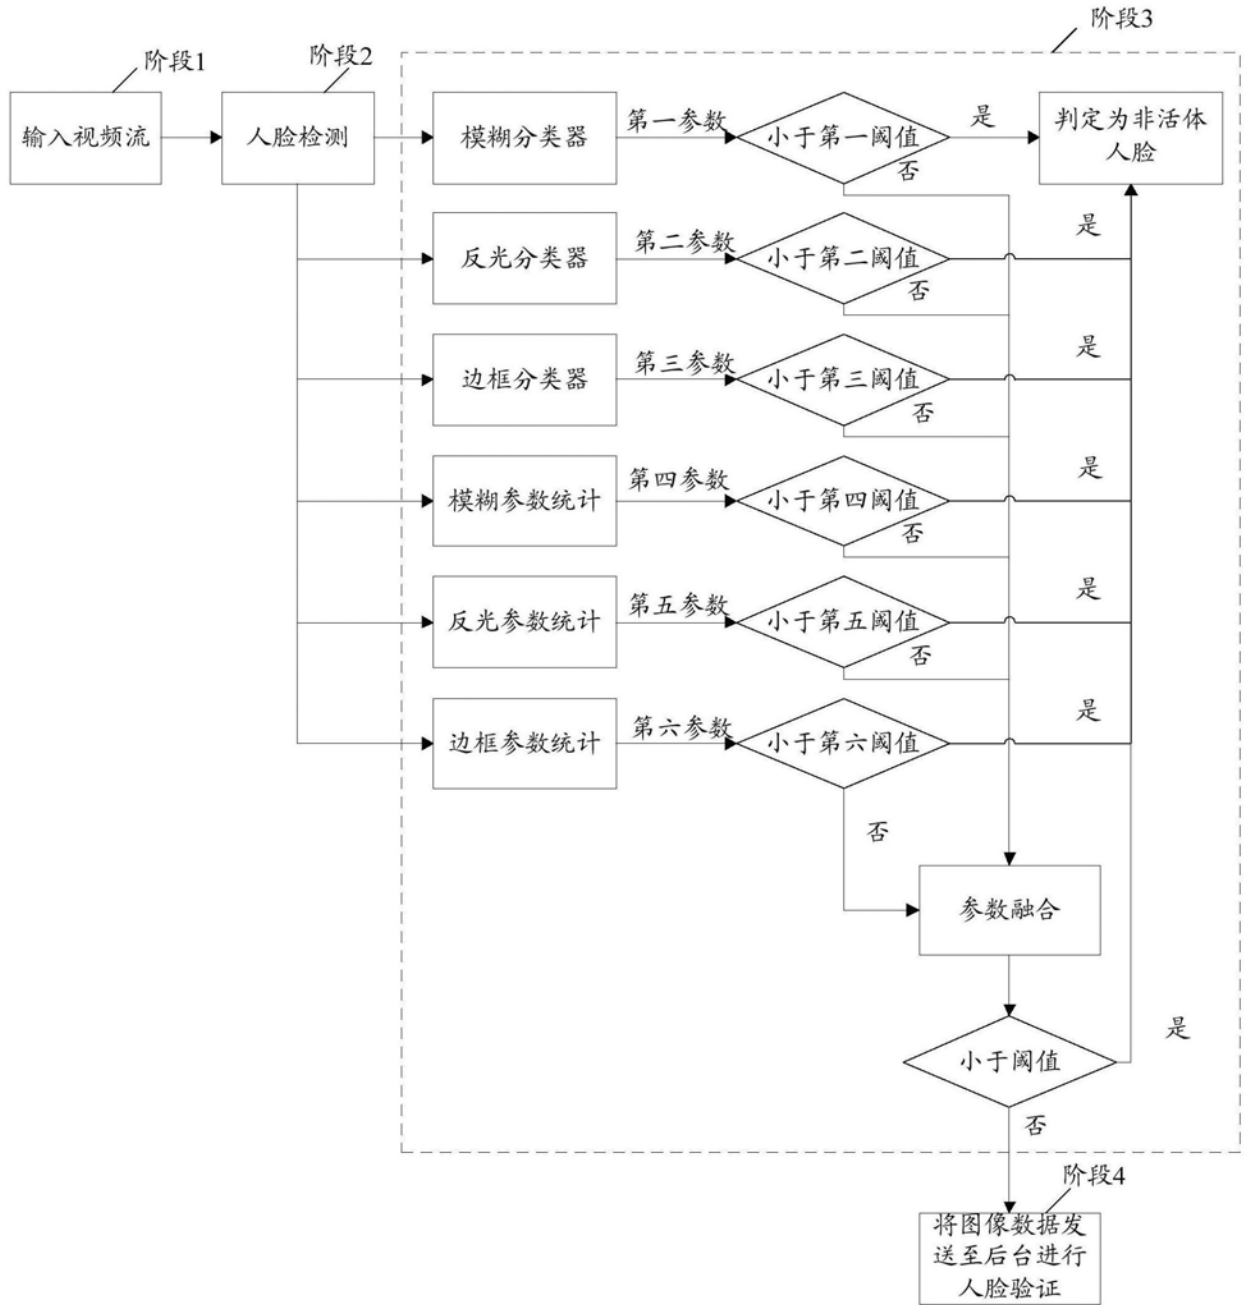 阶段3
阶段1
阶段2
输入视频流
人脸检测
模糊分类器
第一参数
小于第一阈值
是
判定为非活体
人脸
否
反光分类器
第二参数
小于第二阈值
是
否
边框分类器
第三参数
小于第三阈值
是
否
模糊参数统计
第四参数
小于第四阈值
是
否
反光参数统计
第五参数
小于第五阈值
是
否
边框参数统计
第六参数
小于第六阈值
是
否
参数融合
小于阈值
是
否
阶段4
将图像数据发
送至后台进行
人脸验证